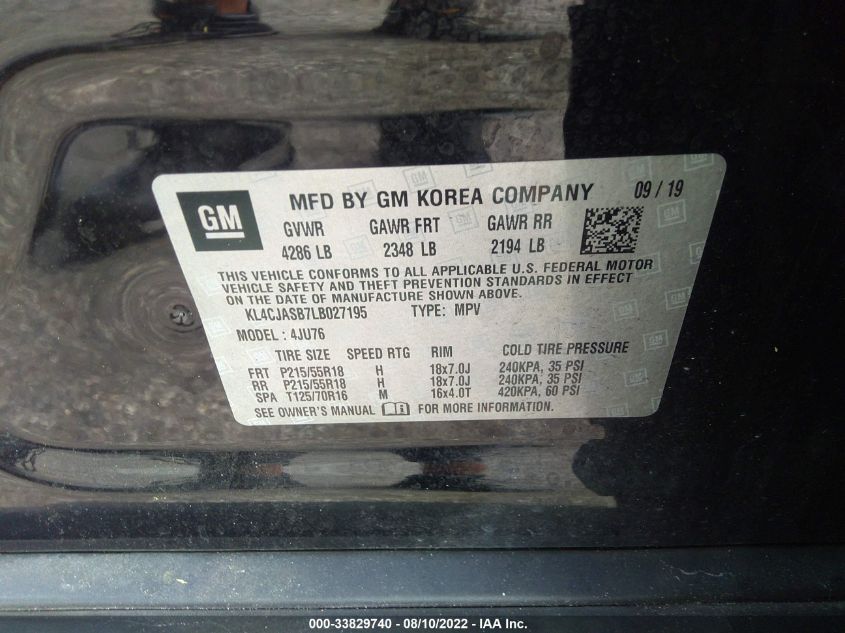 GM
MFD BY GM KOREA COMPANY 09 / 19
GVWR GAWR FRT GAWR RR
4286 LB 2348 LB 2194 LB
THIS VEHICLE CONFORMS TO ALL APPLICABLE U.S. FEDERAL MOTOR
VEHICLE SAFETY AND THEFT PREVENTION STANDARDS IN EFFECT
ON THE DATE OF MANUFACTURE SHOWN ABOVE.
KL4CJASB7LB027195 TYPE: MPV
MODEL : 4JU76
TIRE SIZE SPEED RTG RIM COLD TIRE PRESSURE
FRT P215/55R18 H 18x7.0J 240KPA, 35 PSI
RR P215/55R18 H 18x7.0J 240KPA, 35 PSI
SPA T125/70R16 M 16x4.0T 420KPA, 60 PSI
SEE OWNER'S MANUAL FOR MORE INFORMATION.
000-33829740 - 08/10/2022 - IAA Inc.